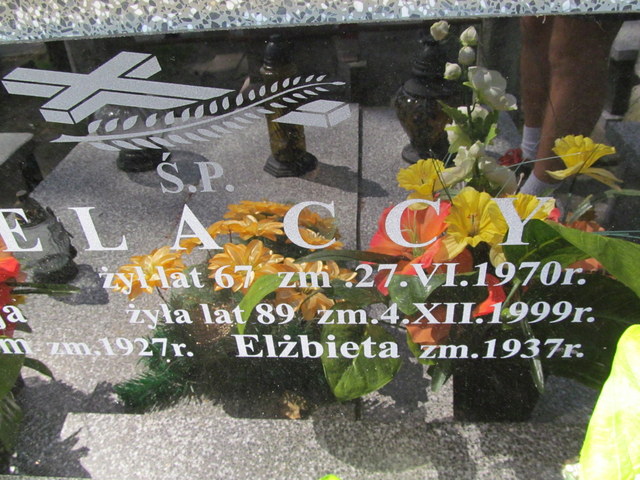 Ś.P.
ELACCY
żył lat 67 zm.27.VI.1970r.
ja żyła lat 89 zm.4.XII.1999r.
m zm.1927r. Elżbieta zm.1937r.